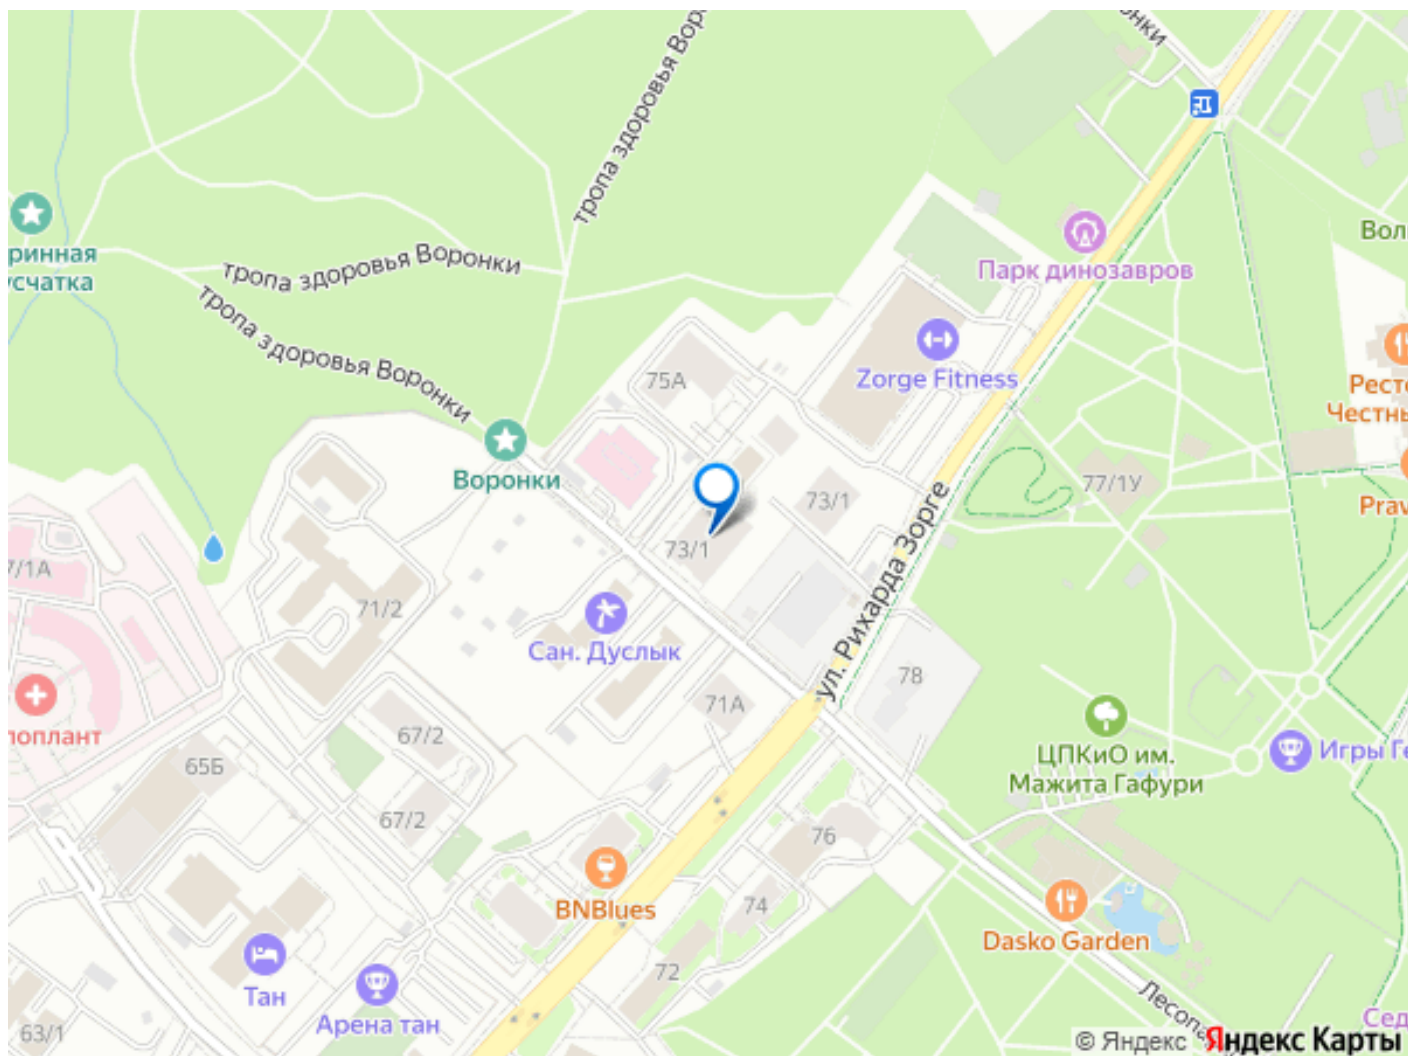 тропа здоровья
Парк динозавров
тропа здоровья Воронки
тропа здоровья Воронки
Zorge Fitness
75А
Воронки
77/1У
73/1
73/1
ул. Рихарда Зорге
71/2
Сан. Дуслык
78
71А
67/2
ЦПКиО им.
Мажита Гафури
65Б
67/2
76
BNBlues
74
Dasko Garden
72
Тан
Арена тан
63/1
© Яндекс Яндекс Карты